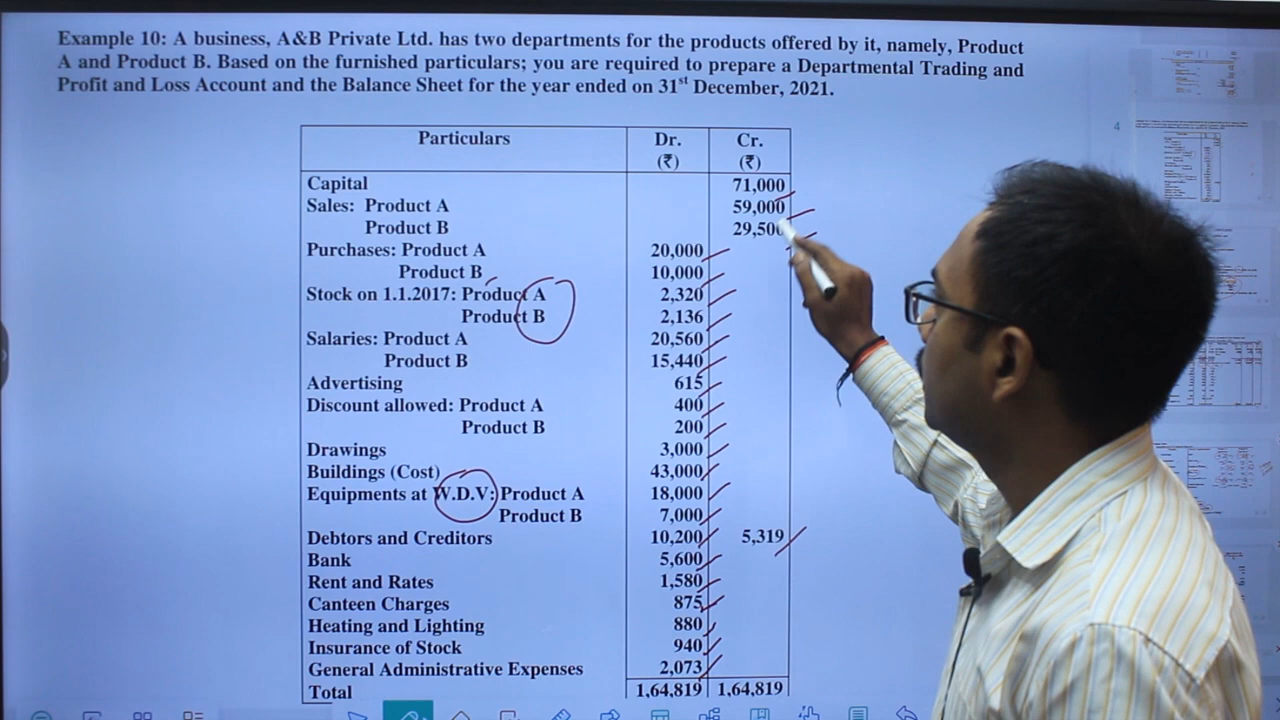 Example 10: A business, A&B Private Ltd. has two departments for the products offered by it, namely, Product
A and Product B. Based on the furnished particulars; you are required to prepare a Departmental Trading and
Profit and Loss Account and the Balance Sheet for the year ended on 31st December, 2021.
Particulars Dr. (₹) Cr. (₹)
Capital 71,000
Sales: Product A 59,000
Product B 29,500
Purchases: Product A 20,000
Product B 10,000
Stock on 1.1.2017: Product A 2,320
Product B 2,136
Salaries: Product A 20,560
Product B 15,440
Advertising 615
Discount allowed: Product A 400
Product B 200
Drawings 3,000
Buildings (Cost) 43,000
Equipments at W.D.V: Product A 18,000
Product B 7,000
Debtors and Creditors 10,200 5,319
Bank 5,600
Rent and Rates 1,580
Canteen Charges 875
Heating and Lighting 880
Insurance of Stock 940
General Administrative Expenses 2,073
Total 1,64,819 1,64,819
4